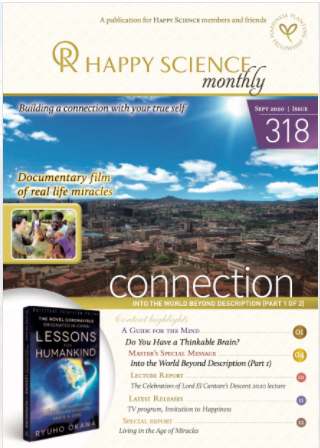 A publication for HAPPY SCIENCE members and friends
HAPPINESS PLANTING
FELLOWSHIP
R HAPPY SCIENCE
monthly
Building a connection with your true self
SEPT 2020 | ISSUE
318
Documentary film
of real life miracles
connection
INTO THE WORLD BEYOND DESCRIPTION (PART 1 OF 2)
Content highlights
A GUIDE FOR THE MIND 01
Do You Have a Thinkable Brain?
MASTER'S SPECIAL MESSAGE 04
Into the World Beyond Description (Part 1)
LECTURE REPORT 10
The Celebration of Lord El Cantare's Descent 2020 lecture
LATEST RELEASES 11
TV program, Invitation to Happiness
SPECIAL REPORT 13
Living in the Age of Miracles
THE NOVEL CORONAVIRUS
ORIGINATED IN CHINA
LESSONS
FOR
HUMANKIND
RYUHO OKAWA